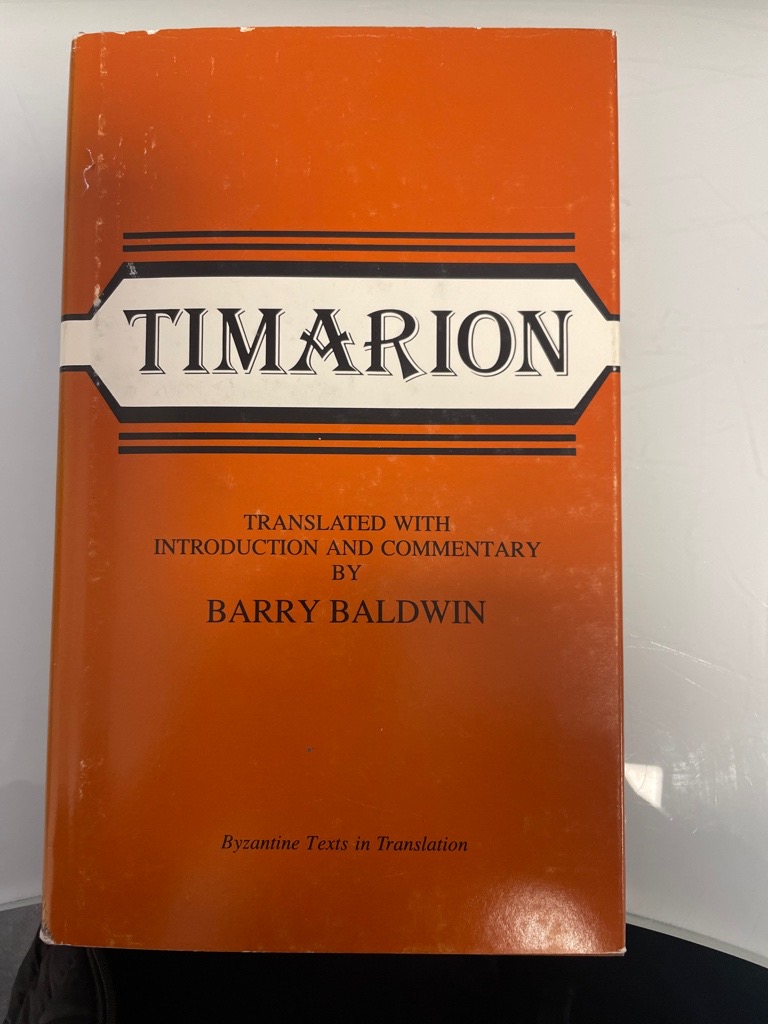 TIMARION
TRANSLATED WITH
INTRODUCTION AND COMMENTARY
BY
BARRY BALDWIN
Byzantine Texts in Translation